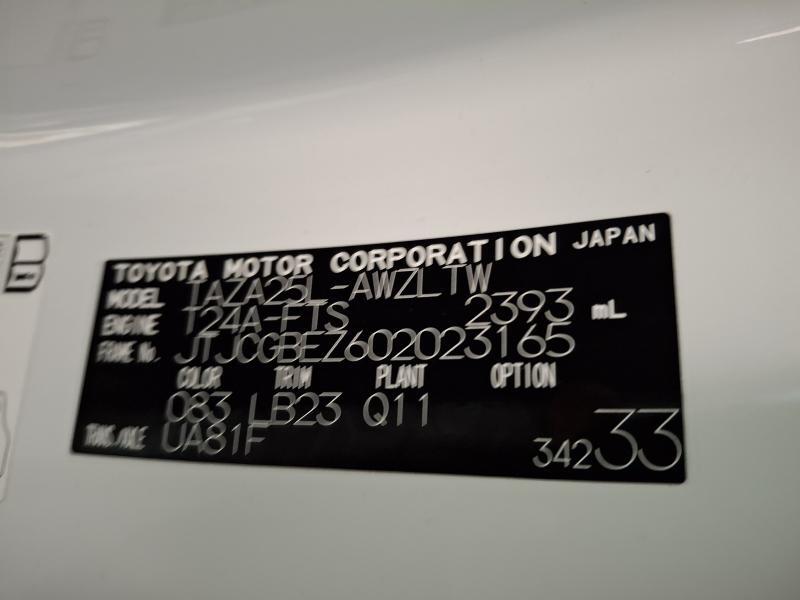 TOYOTA MOTOR CORPORATION JAPAN
MODEL TAZA25L-AWZLTW
ENGINE T24A-FTS 2393 mL
FRAME No. JTJCGBEZ602023165
COLOR TRIM PLANT OPTION
083 LB23 Q11
TRANS/AXLE UA81F
34233